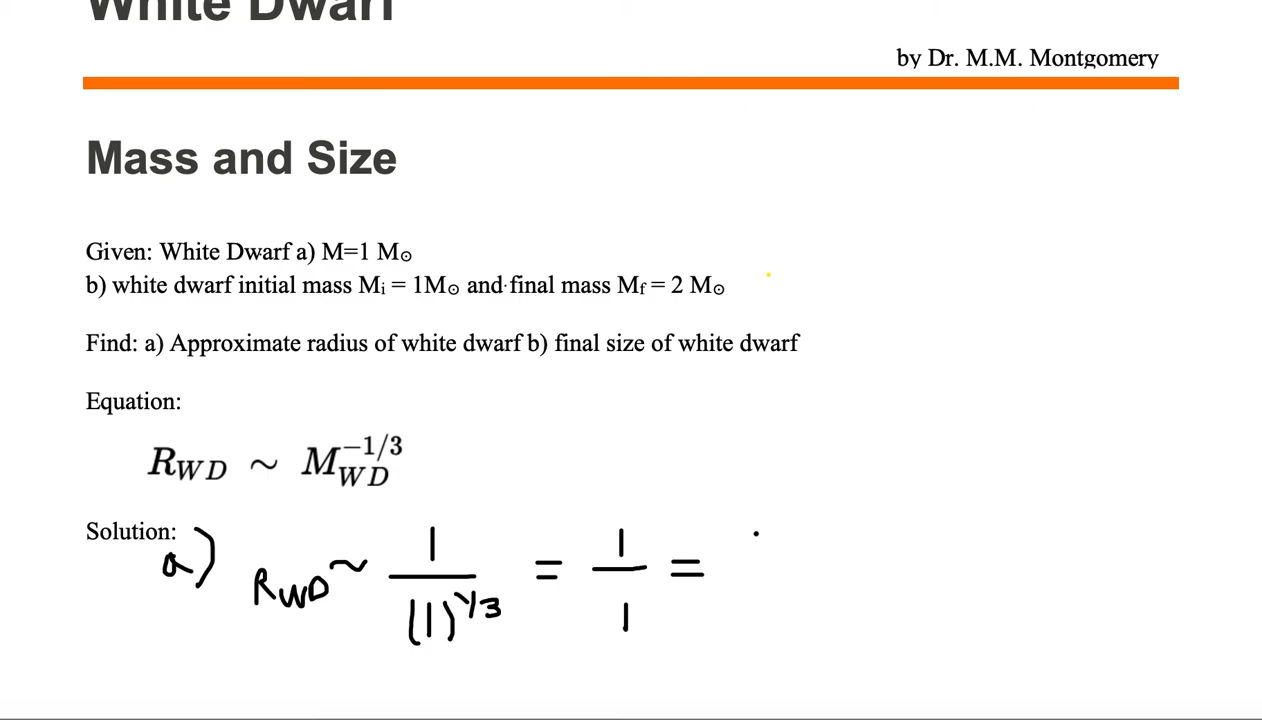 White Dwarf
by Dr. M.M. Montgomery
Mass and Size
Given: White Dwarf a) M=1 M⊙
b) white dwarf initial mass Mᵢ = 1M⊙ and final mass M_f = 2 M⊙
Find: a) Approximate radius of white dwarf b) final size of white dwarf
Equation:
R_WD ~ M_WD^{-1/3}
Solution:
a) R_WD ~ 1/(1)^{1/3} = 1/1 =